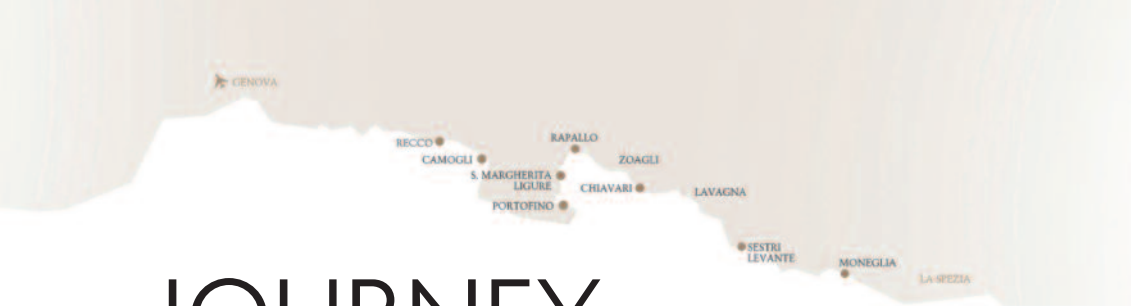 GENOVA
RECCO
RAPALLO
CAMOGLI
ZOAGLI
S. MARGHERITA
LIGURE
CHIAVARI
LAVAGNA
PORTOFINO
SESTRI
LEVANTE
MONEGLIA
LA SPEZIA
JOURNEY